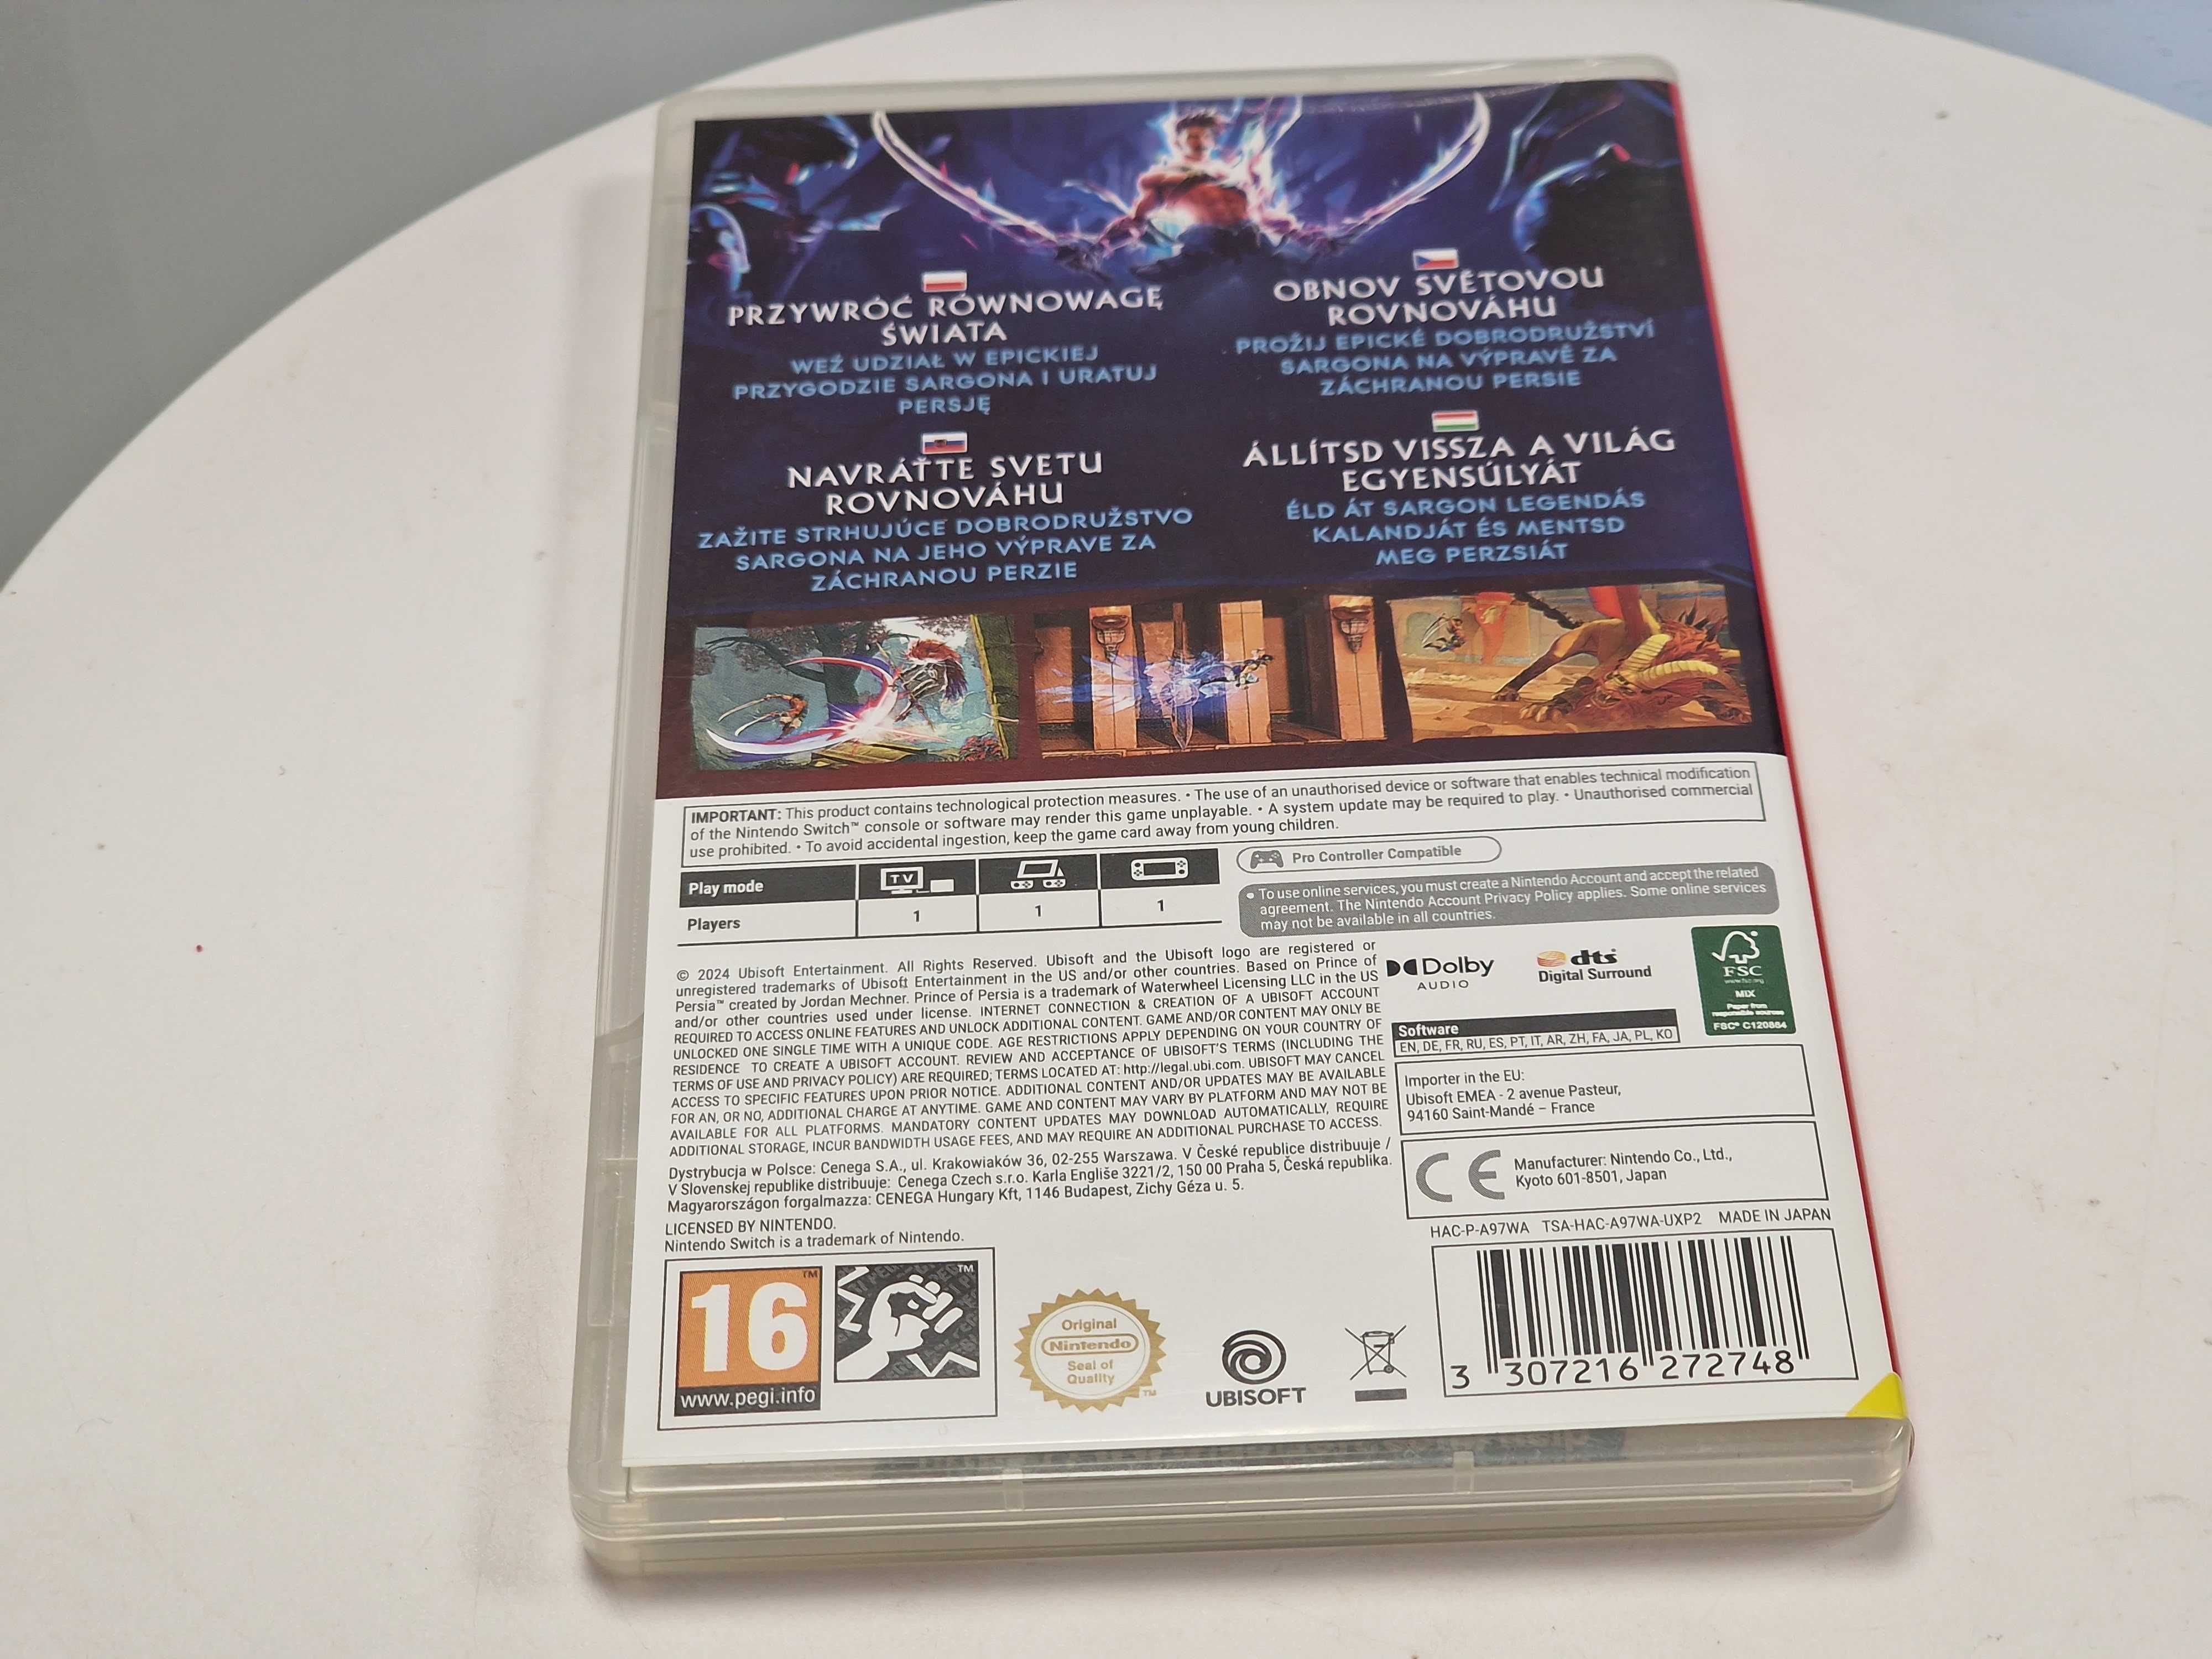 PRZYWRÓĆ RÓWNOWAGĘ
ŚWIATA
WEŹ UDZIAŁ W EPICKIEJ
PRZYGODZIE SARGONA I URATUJ
PERSJĘ
OBNOV SVĚTOVOU
ROVNOVÁHU
PROŽIJ EPICKÉ DOBRODRUŽSTVÍ
SARGONA NA VÝPRAVĚ ZA
ZÁCHRANOU PERSIE
NAVRÁŤTE SVETU
ROVNOVÁHU
ZAŽITE STRHUJÚCE DOBRODRUŽSTVO
SARGONA NA JEHO VÝPRAVE ZA
ZÁCHRANOU PERZIE
ÁLLÍTSD VISSZA A VILÁG
EGYENSÚLYÁT
ÉLD ÁT SARGON LEGENDÁS
KALANDJÁT ÉS MENTSD
MEG PERZSIÁT
IMPORTANT: This product contains technological protection measures. • The use of an unauthorised device or software that enables technical modification
of the Nintendo Switch™ console or software may render this game unplayable. • A system update may be required to play. • Unauthorised commercial
use prohibited. • To avoid accidental ingestion, keep the game card away from young children.
Play mode TV
Players 1 1 1
Pro Controller Compatible
• To use online services, you must create a Nintendo Account and accept the related
agreement. The Nintendo Account Privacy Policy applies. Some online services
may not be available in all countries.
© 2024 Ubisoft Entertainment. All Rights Reserved. Ubisoft and the Ubisoft logo are registered or
unregistered trademarks of Ubisoft Entertainment in the US and/or other countries. Based on Prince of
Persia™ created by Jordan Mechner. Prince of Persia is a trademark of Waterwheel Licensing LLC in the US
and/or other countries used under license. INTERNET CONNECTION & CREATION OF A UBISOFT ACCOUNT
REQUIRED TO ACCESS ONLINE FEATURES AND UNLOCK ADDITIONAL CONTENT. GAME AND/OR CONTENT MAY ONLY BE
UNLOCKED ONE SINGLE TIME WITH A UNIQUE CODE. AGE RESTRICTIONS APPLY DEPENDING ON YOUR COUNTRY OF
RESIDENCE TO CREATE A UBISOFT ACCOUNT. REVIEW AND ACCEPTANCE OF UBISOFT'S TERMS (INCLUDING THE
TERMS OF USE AND PRIVACY POLICY) ARE REQUIRED; TERMS LOCATED AT: http://legal.ubi.com. UBISOFT MAY CANCEL
ACCESS TO SPECIFIC FEATURES UPON PRIOR NOTICE. ADDITIONAL CONTENT AND/OR UPDATES MAY BE AVAILABLE
FOR AN, OR NO, ADDITIONAL CHARGE AT ANYTIME. GAME AND CONTENT MAY VARY BY PLATFORM AND MAY NOT BE
AVAILABLE FOR ALL PLATFORMS. MANDATORY CONTENT UPDATES MAY DOWNLOAD AUTOMATICALLY, REQUIRE
ADDITIONAL STORAGE, INCUR BANDWIDTH USAGE FEES, AND MAY REQUIRE AN ADDITIONAL PURCHASE TO ACCESS.
Dystrybucja w Polsce: Cenega S.A., ul. Krakowiaków 36, 02-255 Warszawa. V České republice distribuuje /
V Slovenskej republike distribuuje: Cenega Czech s.r.o. Karla Engliše 3221/2, 150 00 Praha 5, Česká republika.
Magyarországon forgalmazza: CENEGA Hungary Kft, 1146 Budapest, Zichy Géza u. 5.
LICENSED BY NINTENDO.
Nintendo Switch is a trademark of Nintendo.
Dolby
AUDIO
dts
Digital Surround
FSC
www.fsc.org
MIX
Paper from
responsible sources
FSC® C120884
Software
EN, DE, FR, RU, ES, PT, IT, AR, ZH, FA, JA, PL, KO
Importer in the EU:
Ubisoft EMEA - 2 avenue Pasteur,
94160 Saint-Mandé – France
CE
Manufacturer: Nintendo Co., Ltd.,
Kyoto 601-8501, Japan
HAC-P-A97WA TSA-HAC-A97WA-UXP2 MADE IN JAPAN
16™
www.pegi.info
™
Original
Nintendo
Seal of
Quality
™
UBISOFT
3 307216 272748